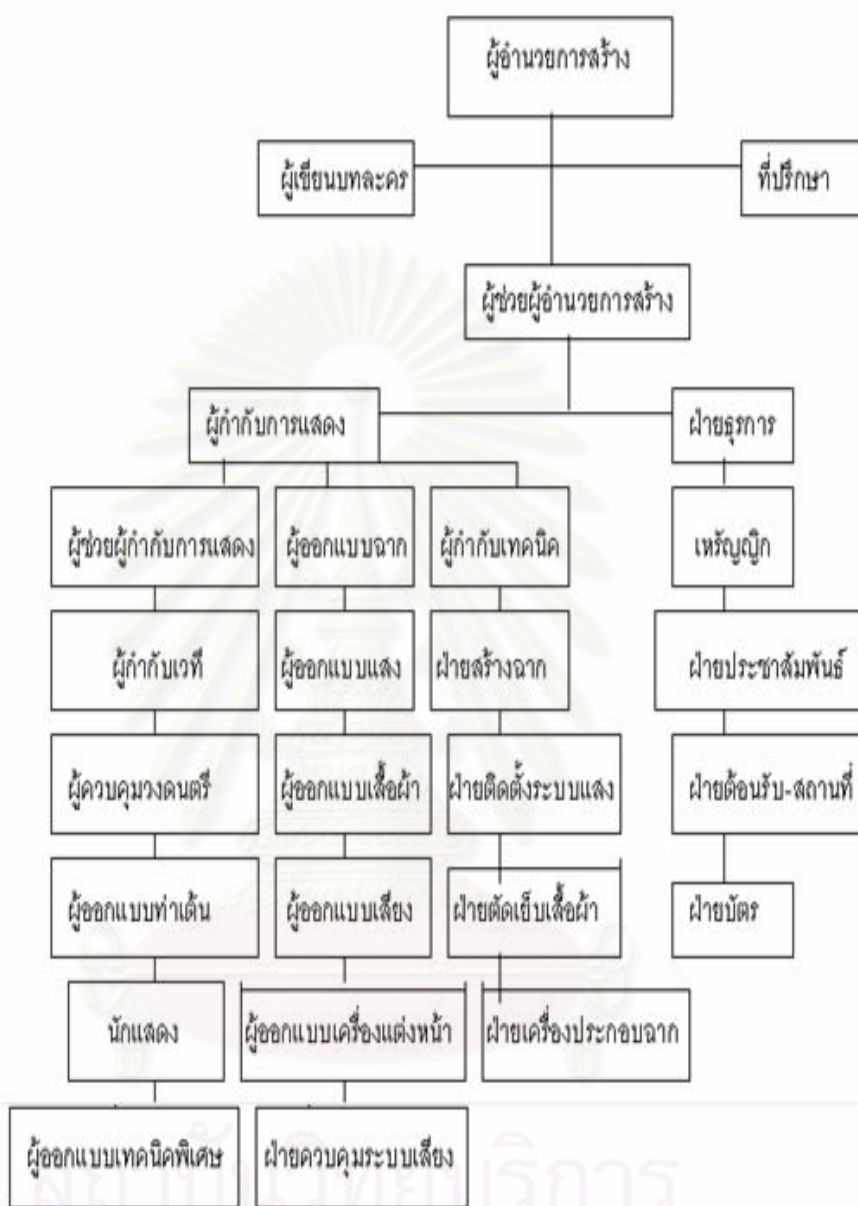 ผู้อำนวยการสร้าง
ผู้เขียนบทละคร
ที่ปรึกษา
ผู้ช่วยผู้อำนวยการสร้าง
ผู้กำกับการแสดง
ฝ่ายธุรการ
ผู้ช่วยผู้กำกับการแสดง
ผู้ออกแบบฉาก
ผู้กำกับเทคนิค
เหรัญญิก
ผู้กำกับเวที
ผู้ออกแบบแสง
ฝ่ายสร้างฉาก
ฝ่ายประชาสัมพันธ์
ผู้ควบคุมวงดนตรี
ผู้ออกแบบเสื้อผ้า
ฝ่ายติดตั้งระบบแสง
ฝ่ายต้อนรับ-สถานที่
ผู้ออกแบบท่าเต้น
ผู้ออกแบบเสียง
ฝ่ายตัดเย็บเสื้อผ้า
ฝ่ายบัตร
นักแสดง
ผู้ออกแบบเครื่องแต่งหน้า
ฝ่ายเครื่องประกอบฉาก
ผู้ออกแบบเทคนิคพิเศษ
ฝ่ายควบคุมระบบเสียง
สถาบันวิทยบริการ